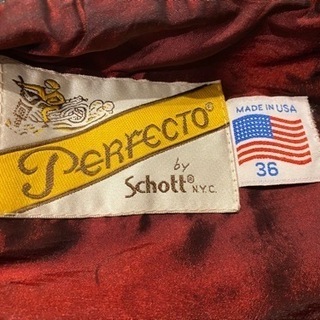 PERFECTO®
by
Schott® N.Y.C.
MADE IN USA
36